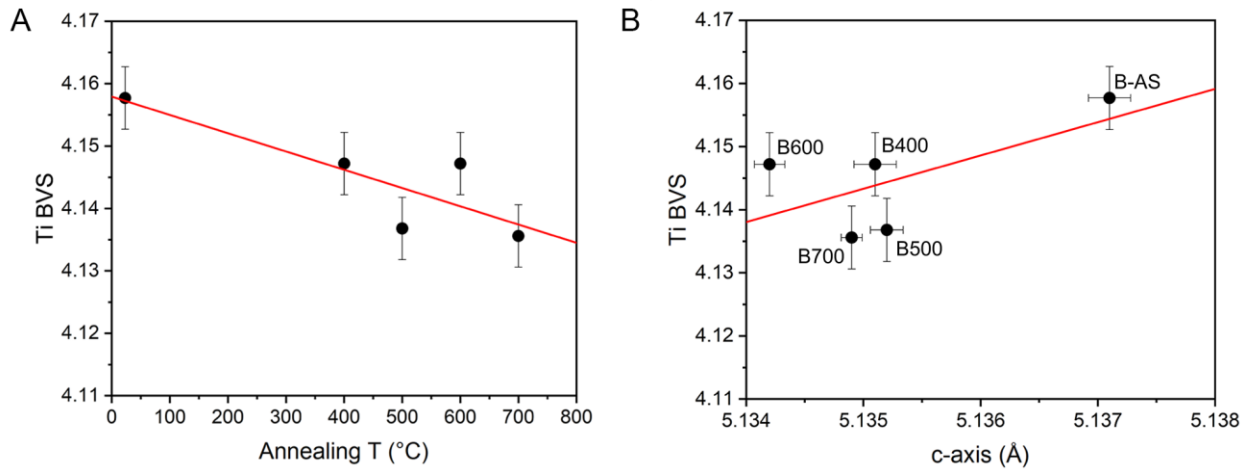 A
4.17
4.16
4.15
4.14
4.13
4.12
4.11
Ti BVS
0 100 200 300 400 500 600 700 800
Annealing T (°C)
B
4.17
4.16
4.15
4.14
4.13
4.12
4.11
Ti BVS
B-AS
B600
B400
B700
B500
5.134 5.135 5.136 5.137 5.138
c-axis (Å)